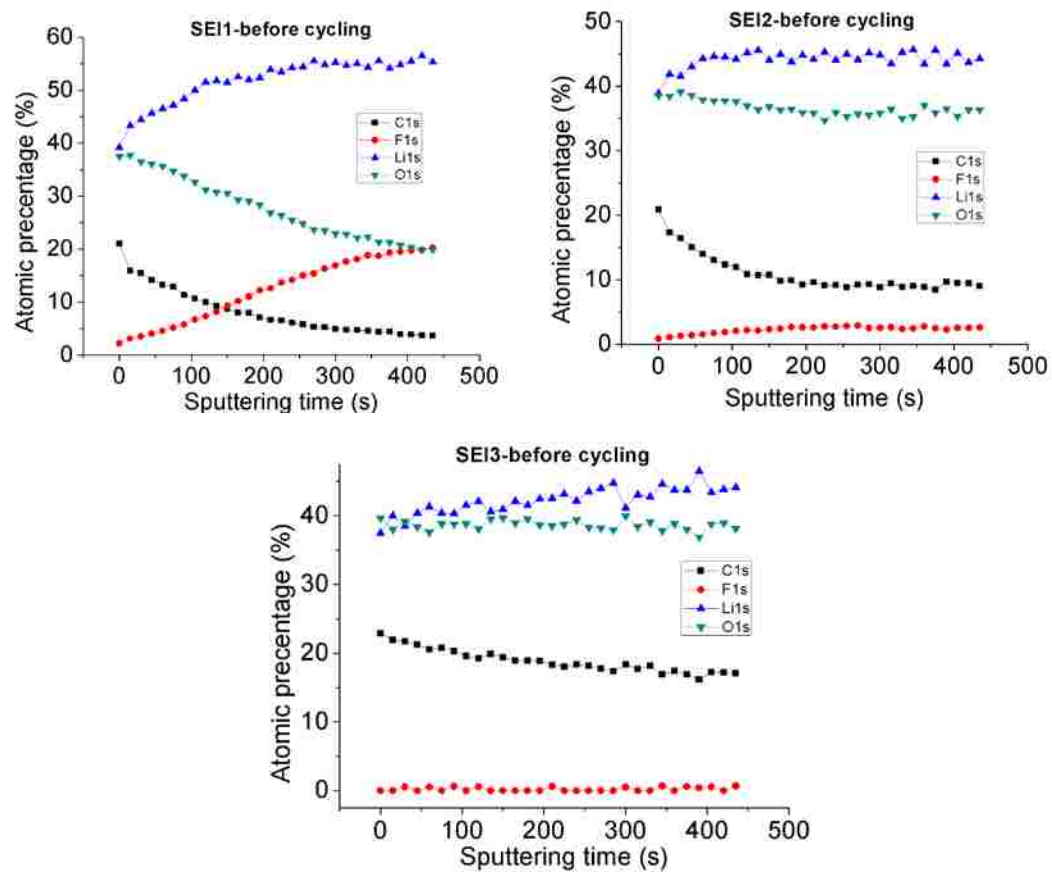 SEI1-before cycling
60
50
40
30
20
10
0
Atomic precentage (%)
C1s
F1s
Li1s
O1s
0 100 200 300 400 500
Sputtering time (s)
SEI2-before cycling
50
40
30
20
10
0
Atomic precentage (%)
C1s
F1s
Li1s
O1s
0 100 200 300 400 500
Sputtering time (s)
SEI3-before cycling
40
30
20
10
0
Atomic precentage (%)
C1s
F1s
Li1s
O1s
0 100 200 300 400 500
Sputtering time (s)